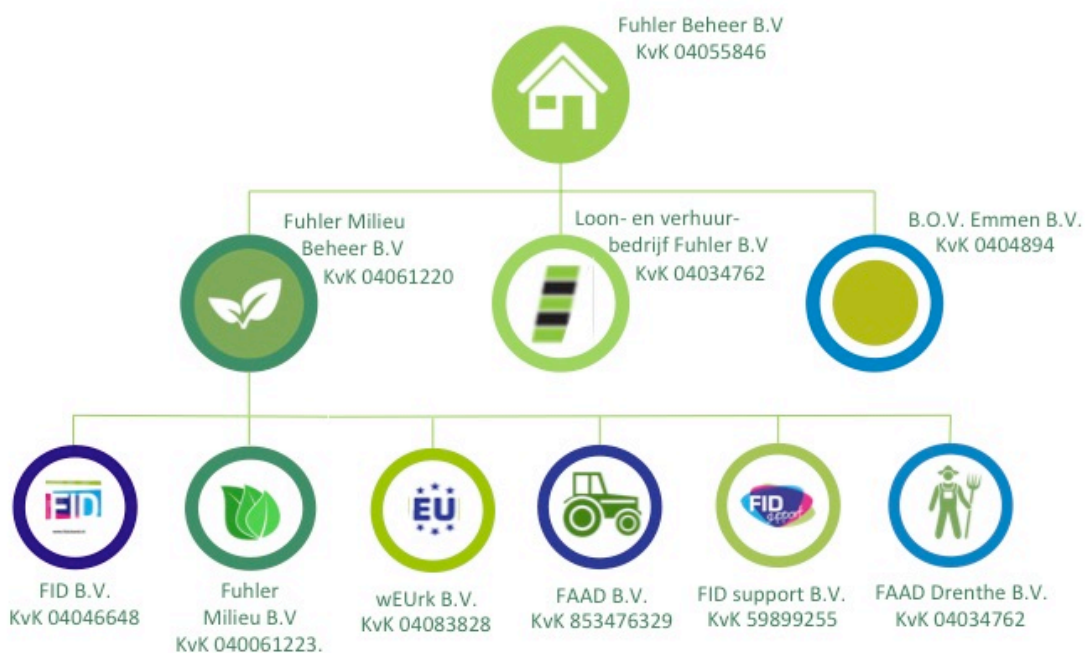 Fuhler Beheer B.V
KvK 04055846
Fuhler Milieu
Beheer B.V
KvK 04061220
Loon- en verhuur-
bedrijf Fuhler B.V
KvK 04034762
B.O.V. Emmen B.V.
KvK 0404894
FID
EU
FID
support
FID B.V.
KvK 04046648
Fuhler
Milieu B.V
KvK 040061223.
wEUrk B.V.
KvK 04083828
FAAD B.V.
KvK 853476329
FID support B.V.
KvK 59899255
FAAD Drenthe B.V.
KvK 04034762